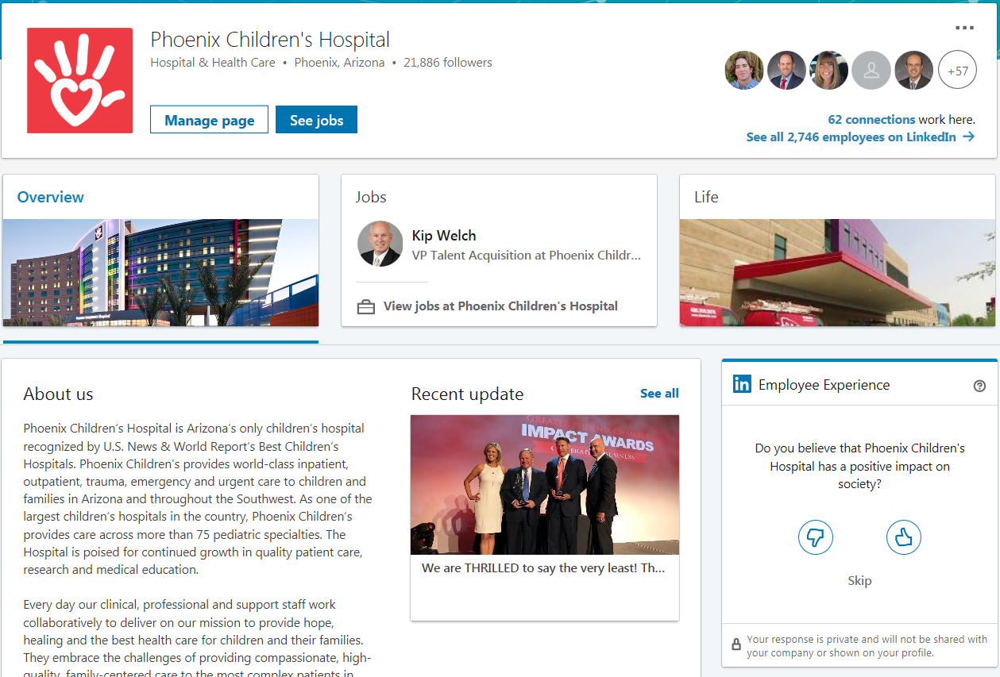 Phoenix Children's Hospital
Hospital & Health Care • Phoenix, Arizona • 21,886 followers
+57
Manage page
See jobs
62 connections work here.
See all 2,746 employees on LinkedIn →
Overview
Jobs
Kip Welch
VP Talent Acquisition at Phoenix Childr...
View jobs at Phoenix Children's Hospital
Life
About us
Phoenix Children's Hospital is Arizona's only children's hospital
recognized by U.S. News & World Report's Best Children's
Hospitals. Phoenix Children's provides world-class inpatient,
outpatient, trauma, emergency and urgent care to children and
families in Arizona and throughout the Southwest. As one of the
largest children's hospitals in the country, Phoenix Children's
provides care across more than 75 pediatric specialties. The
Hospital is poised for continued growth in quality patient care,
research and medical education.
Every day our clinical, professional and support staff work
collaboratively to deliver on our mission to provide hope,
healing and the best health care for children and their families.
They embrace the challenges of providing compassionate, high-
quality, family-centered care to the most complex patients in
Recent update
See all
GREATER PHOENIX CHAMBER
IMPACT AWARDS
BUSINESS
We are THRILLED to say the very least! Th...
in Employee Experience
Do you believe that Phoenix Children's
Hospital has a positive impact on
society?
Skip
Your response is private and will not be shared with
your company or shown on your profile.